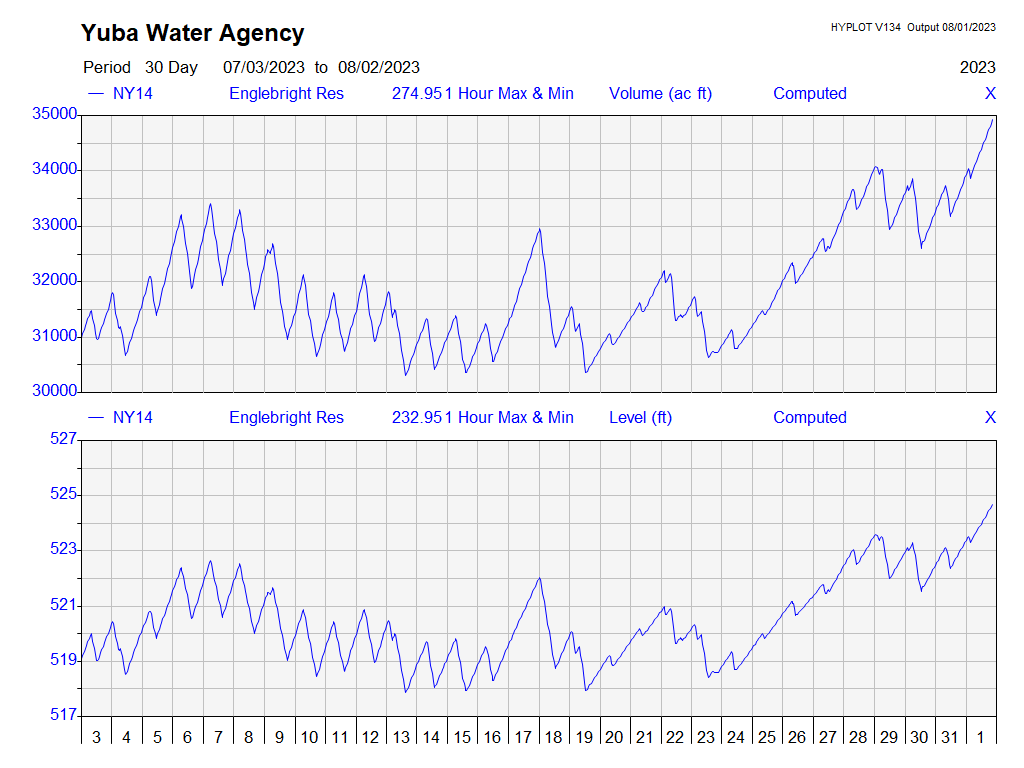 Yuba Water Agency
HYPLOT V134 Output 08/01/2023
Period 30 Day 07/03/2023 to 08/02/2023
2023
NY14 Englebright Res 274.951 Hour Max & Min Volume (ac ft) Computed X
35000
34000
33000
32000
31000
30000
NY14 Englebright Res 232.951 Hour Max & Min Level (ft) Computed X
527
525
523
521
519
517
3 4 5 6 7 8 9 10 11 12 13 14 15 16 17 18 19 20 21 22 23 24 25 26 27 28 29 30 31 1